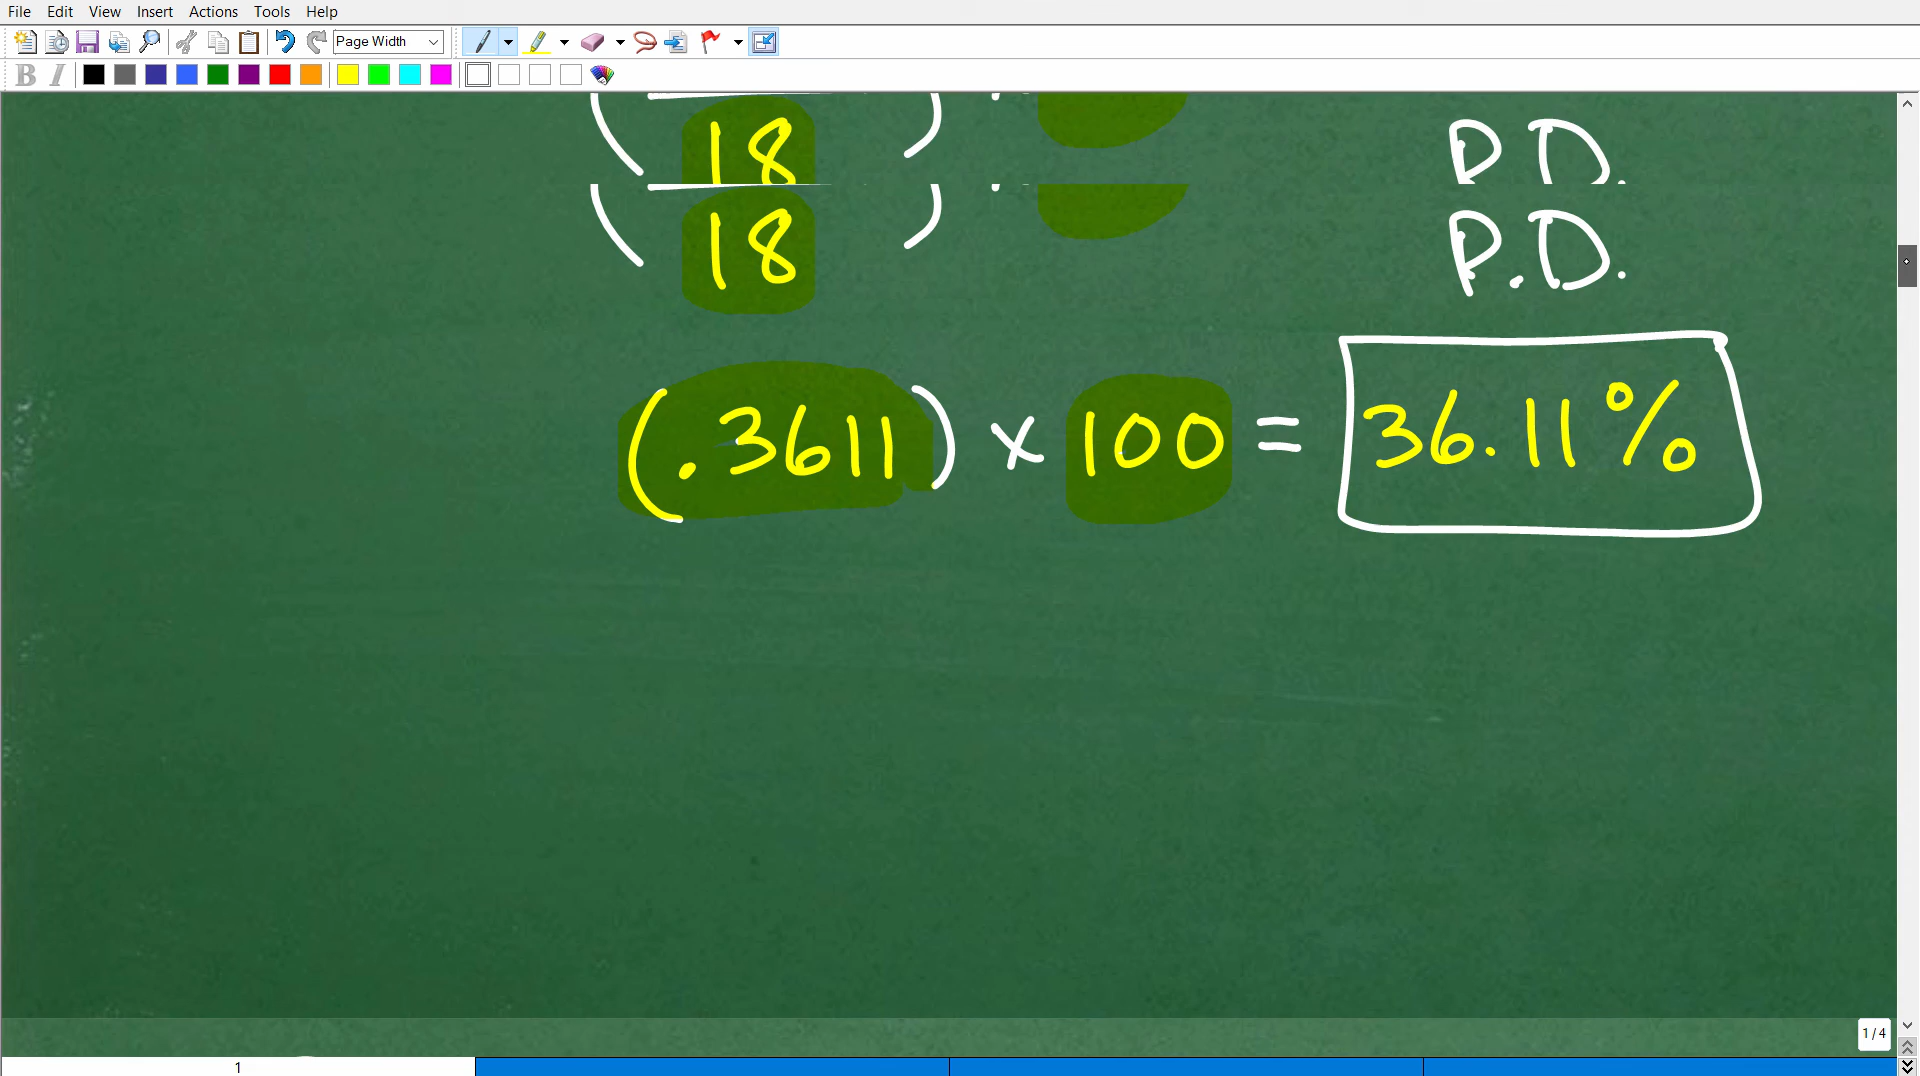 File Edit View Insert Actions Tools Help
Page Width
B I
18 P.D.
18 P.D.
(.3611) x 100 = 36.11%
1/4
1